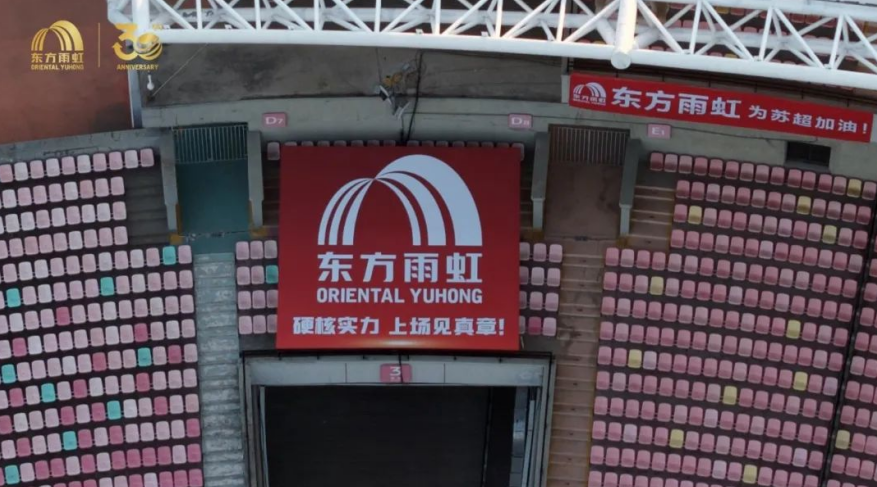 东方雨虹
ORIENTAL YUHONG
30
ANNIVERSARY
东方雨虹 为苏超加油!
D7
D8
E1
东方雨虹
ORIENTAL YUHONG
硬核实力 上场见真章!
3